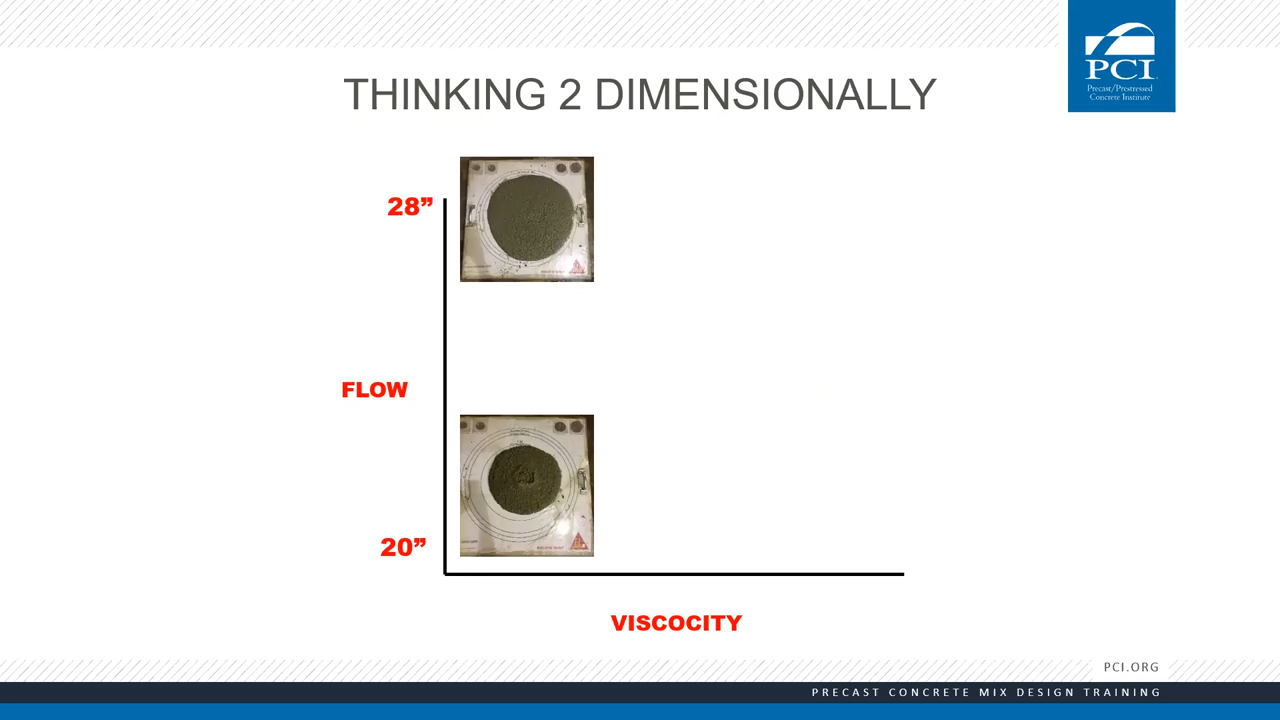 PCI
Precast/Prestressed
Concrete Institute
THINKING 2 DIMENSIONALLY
28”
FLOW
20”
VISCOCITY
PCI.ORG
PRECAST CONCRETE MIX DESIGN TRAINING